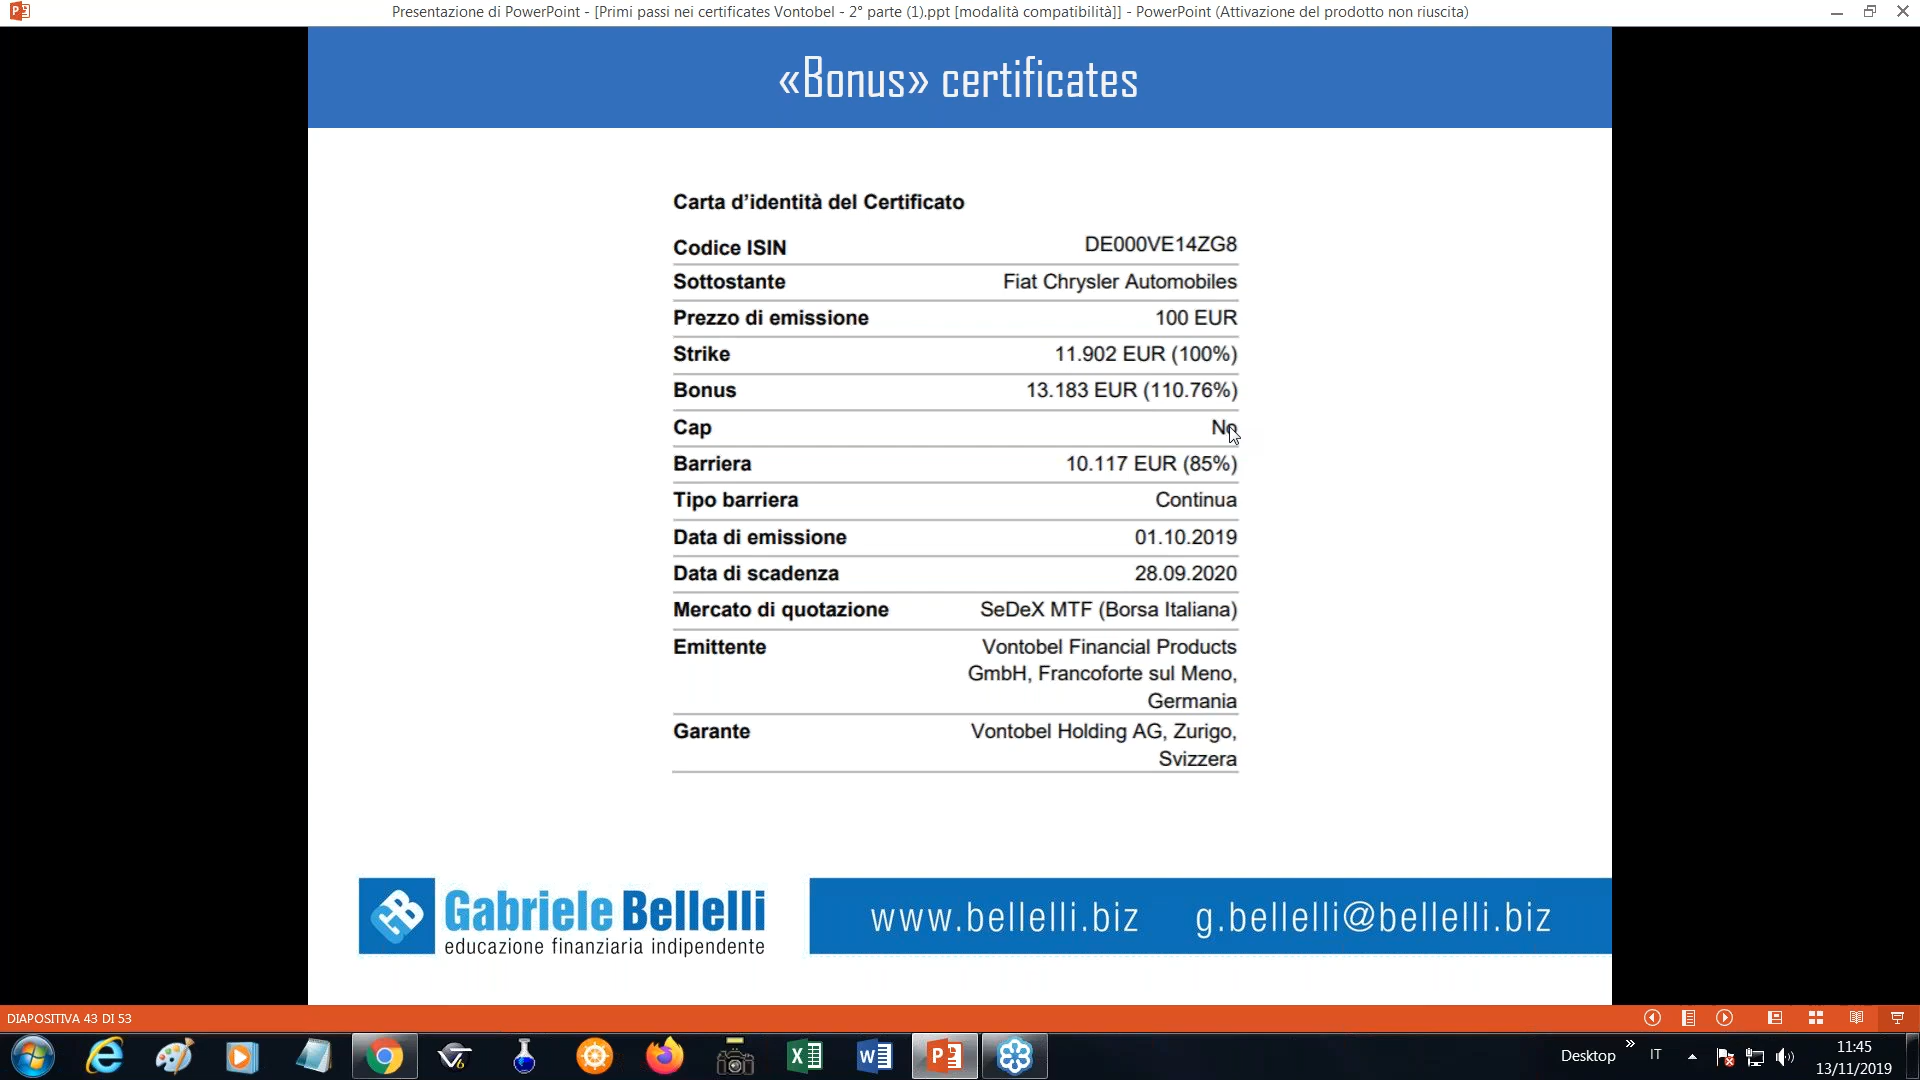 Presentazione di PowerPoint - [Primi passi nei certificates Vontobel - 2° parte (1).ppt [modalità compatibilità]] - PowerPoint (Attivazione del prodotto non riuscita)
«Bonus» certificates
Carta d'identità del Certificato
Codice ISIN DE000VE14ZG8
Sottostante Fiat Chrysler Automobiles
Prezzo di emissione 100 EUR
Strike 11.902 EUR (100%)
Bonus 13.183 EUR (110.76%)
Cap No
Barriera 10.117 EUR (85%)
Tipo barriera Continua
Data di emissione 01.10.2019
Data di scadenza 28.09.2020
Mercato di quotazione SeDeX MTF (Borsa Italiana)
Emittente Vontobel Financial Products
GmbH, Francoforte sul Meno,
Germania
Garante Vontobel Holding AG, Zurigo,
Svizzera
Gabriele Bellelli
educazione finanziaria indipendente
www.bellelli.biz g.bellelli@bellelli.biz
DIAPOSITIVA 43 DI 53
Desktop » IT
11:45
13/11/2019